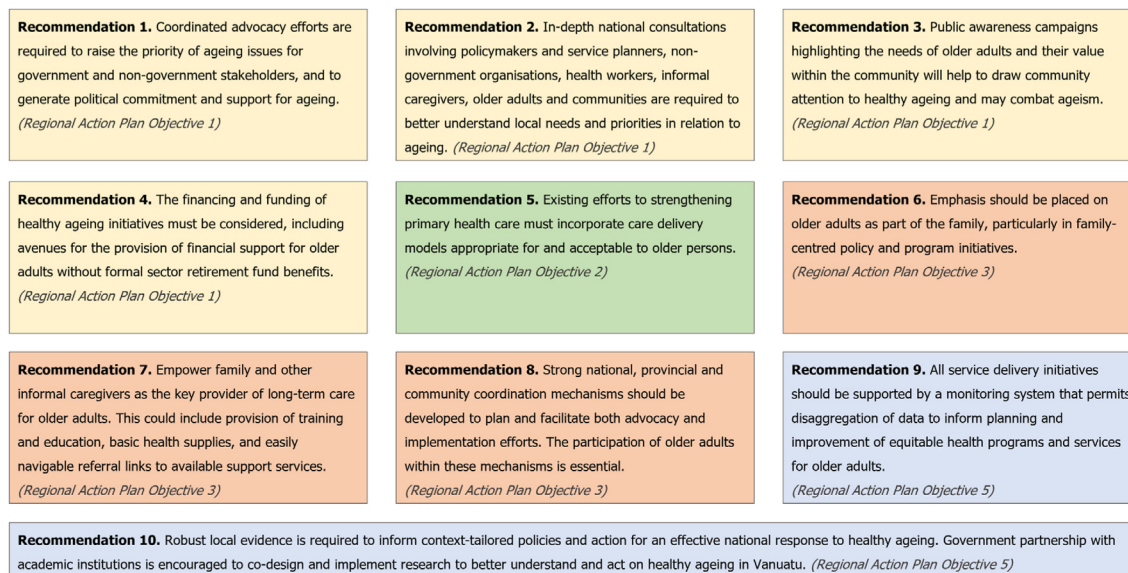 Recommendation 1. Coordinated advocacy efforts are
required to raise the priority of ageing issues for
government and non-government stakeholders, and to
generate political commitment and support for ageing.
(Regional Action Plan Objective 1)
Recommendation 2. In-depth national consultations
involving policymakers and service planners, non-
government organisations, health workers, informal
caregivers, older adults and communities are required to
better understand local needs and priorities in relation to
ageing. (Regional Action Plan Objective 1)
Recommendation 3. Public awareness campaigns
highlighting the needs of older adults and their value
within the community will help to draw community
attention to healthy ageing and may combat ageism.
(Regional Action Plan Objective 1)
Recommendation 4. The financing and funding of
healthy ageing initiatives must be considered, including
avenues for the provision of financial support for older
adults without formal sector retirement fund benefits.
(Regional Action Plan Objective 1)
Recommendation 5. Existing efforts to strengthening
primary health care must incorporate care delivery
models appropriate for and acceptable to older persons.
(Regional Action Plan Objective 2)
Recommendation 6. Emphasis should be placed on
older adults as part of the family, particularly in family-
centred policy and program initiatives.
(Regional Action Plan Objective 3)
Recommendation 7. Empower family and other
informal caregivers as the key provider of long-term care
for older adults. This could include provision of training
and education, basic health supplies, and easily
navigable referral links to available support services.
(Regional Action Plan Objective 3)
Recommendation 8. Strong national, provincial and
community coordination mechanisms should be
developed to plan and facilitate both advocacy and
implementation efforts. The participation of older adults
within these mechanisms is essential.
(Regional Action Plan Objective 3)
Recommendation 9. All service delivery initiatives
should be supported by a monitoring system that permits
disaggregation of data to inform planning and
improvement of equitable health programs and services
for older adults.
(Regional Action Plan Objective 5)
Recommendation 10. Robust local evidence is required to inform context-tailored policies and action for an effective national response to healthy ageing. Government partnership with
academic institutions is encouraged to co-design and implement research to better understand and act on healthy ageing in Vanuatu. (Regional Action Plan Objective 5)